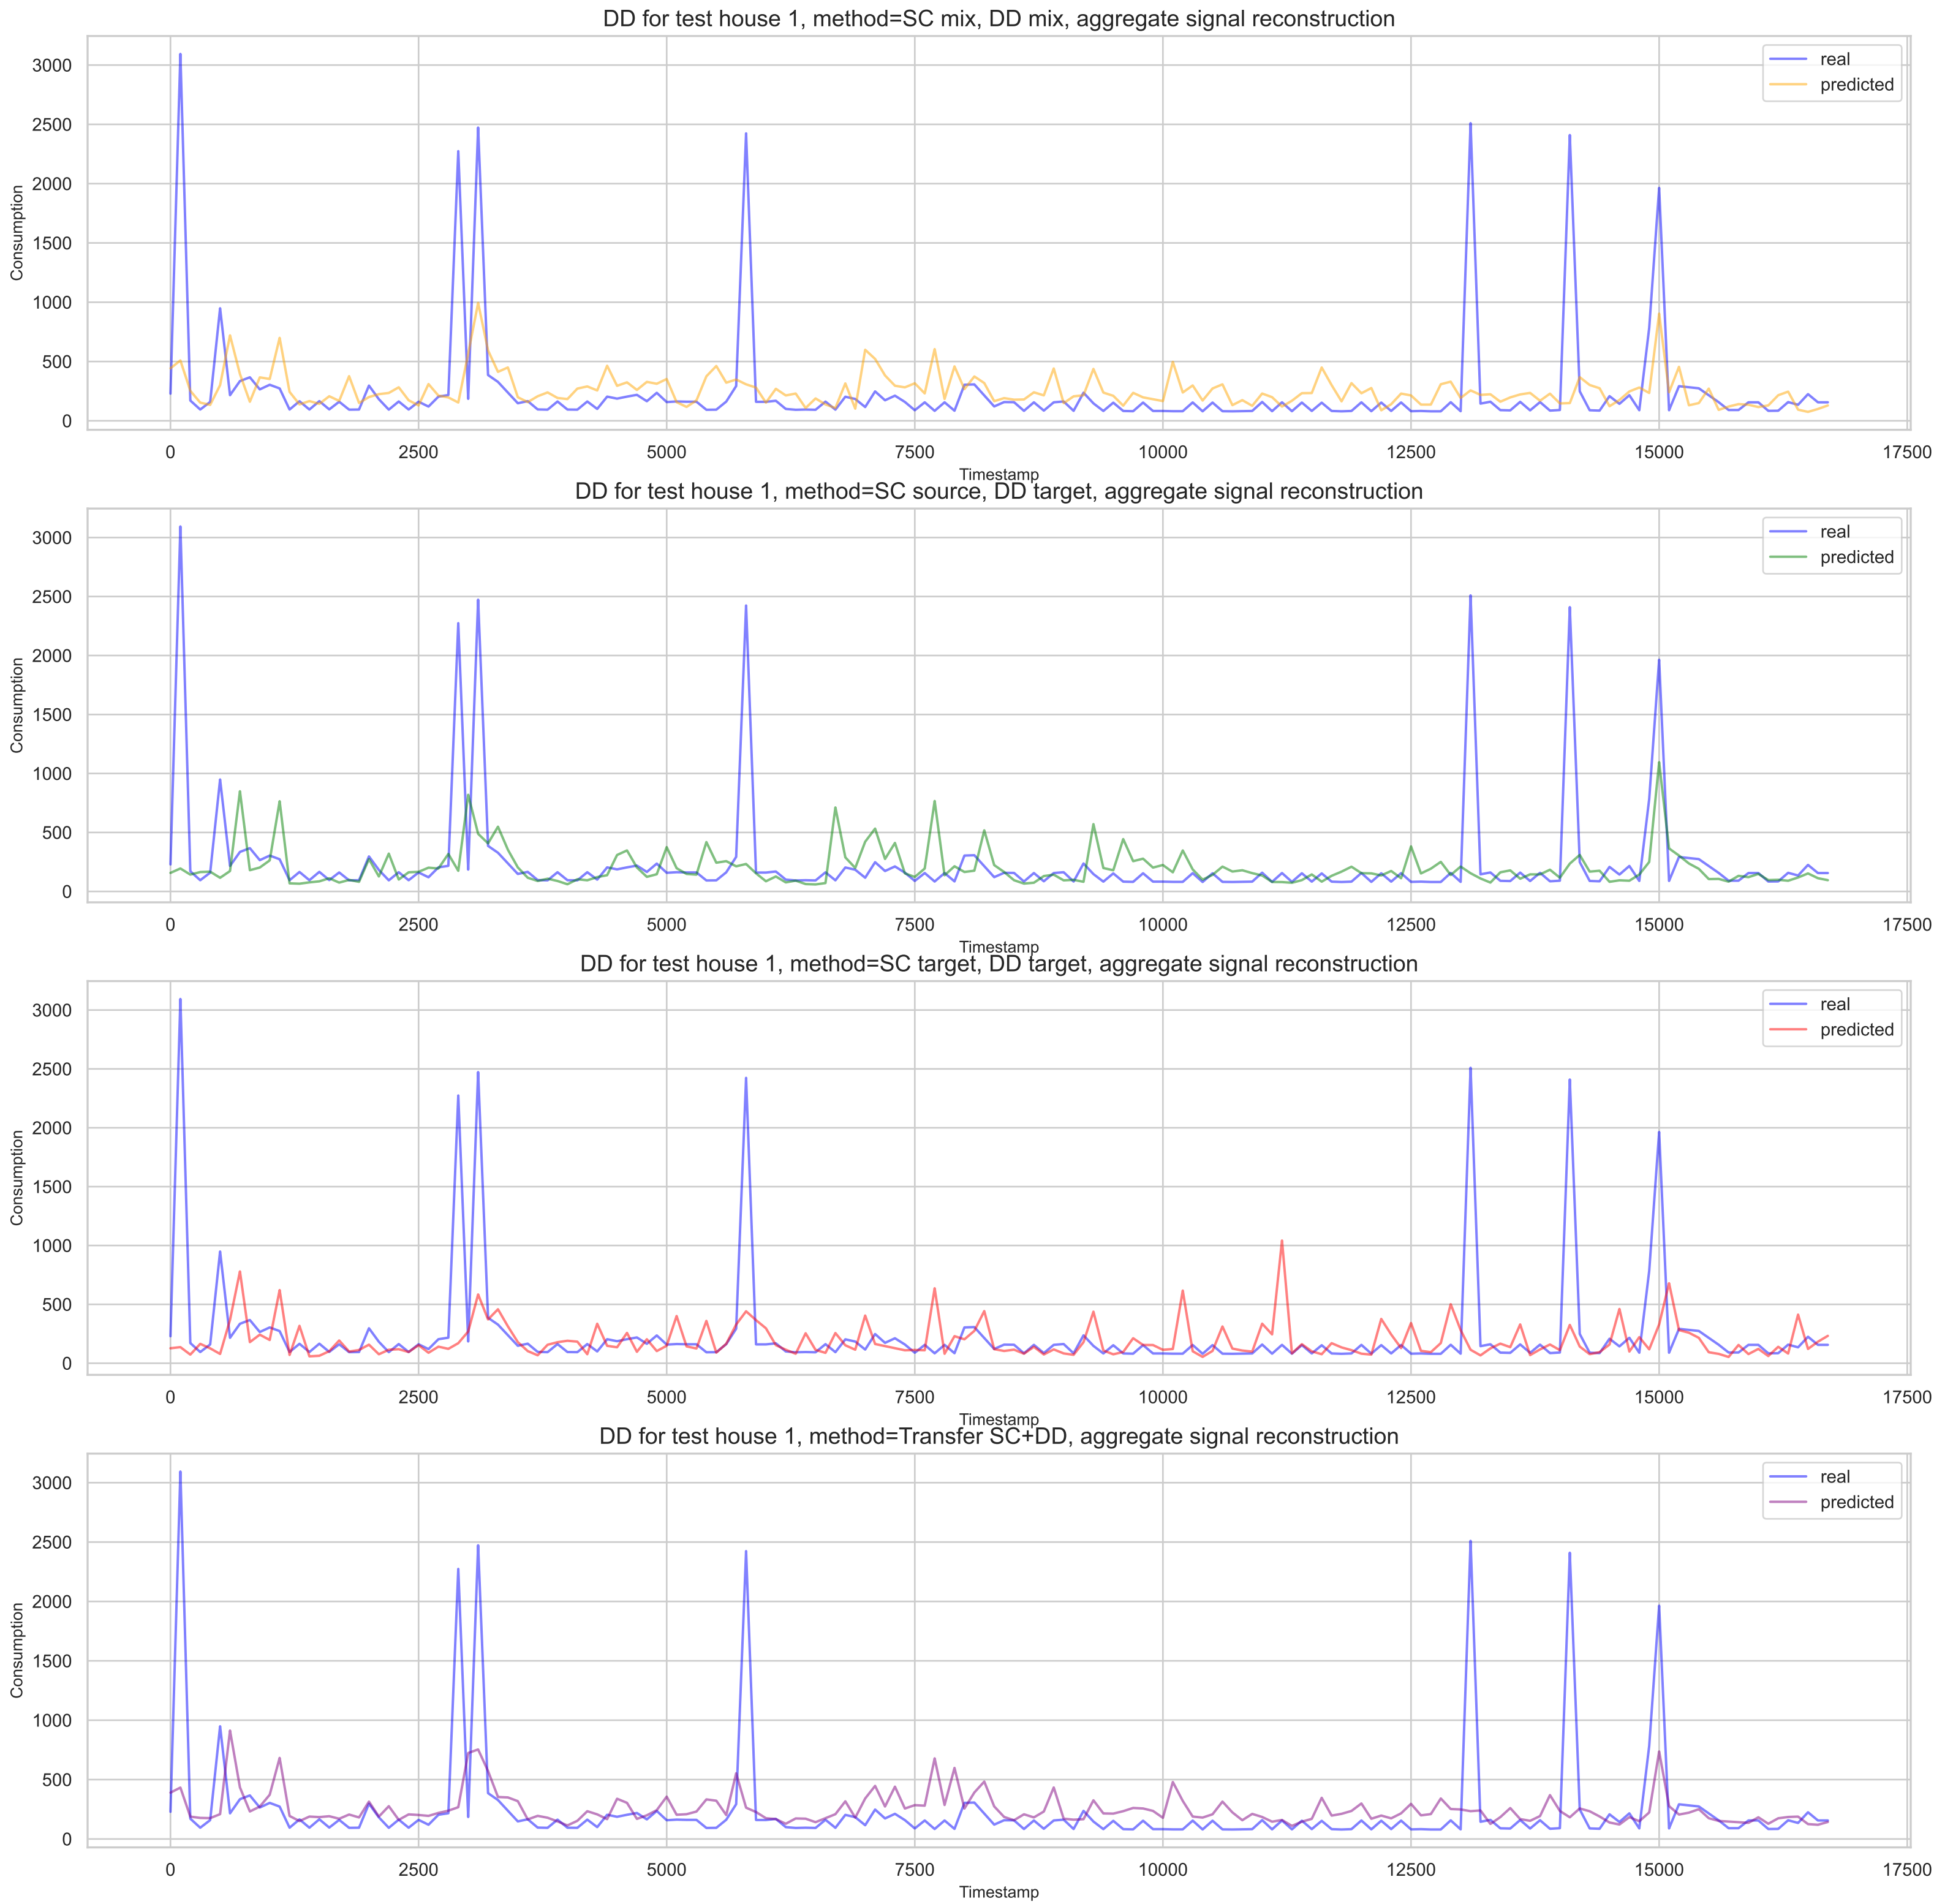 DD for test house 1, method=SC mix, DD mix, aggregate signal reconstruction
real
predicted
3000
2500
2000
1500
1000
500
0
Consumption
0 2500 5000 7500 10000 12500 15000 17500
Timestamp
DD for test house 1, method=SC source, DD target, aggregate signal reconstruction
real
predicted
3000
2500
2000
1500
1000
500
0
Consumption
0 2500 5000 7500 10000 12500 15000 17500
Timestamp
DD for test house 1, method=SC target, DD target, aggregate signal reconstruction
real
predicted
3000
2500
2000
1500
1000
500
0
Consumption
0 2500 5000 7500 10000 12500 15000 17500
Timestamp
DD for test house 1, method=Transfer SC+DD, aggregate signal reconstruction
real
predicted
3000
2500
2000
1500
1000
500
0
Consumption
0 2500 5000 7500 10000 12500 15000 17500
Timestamp